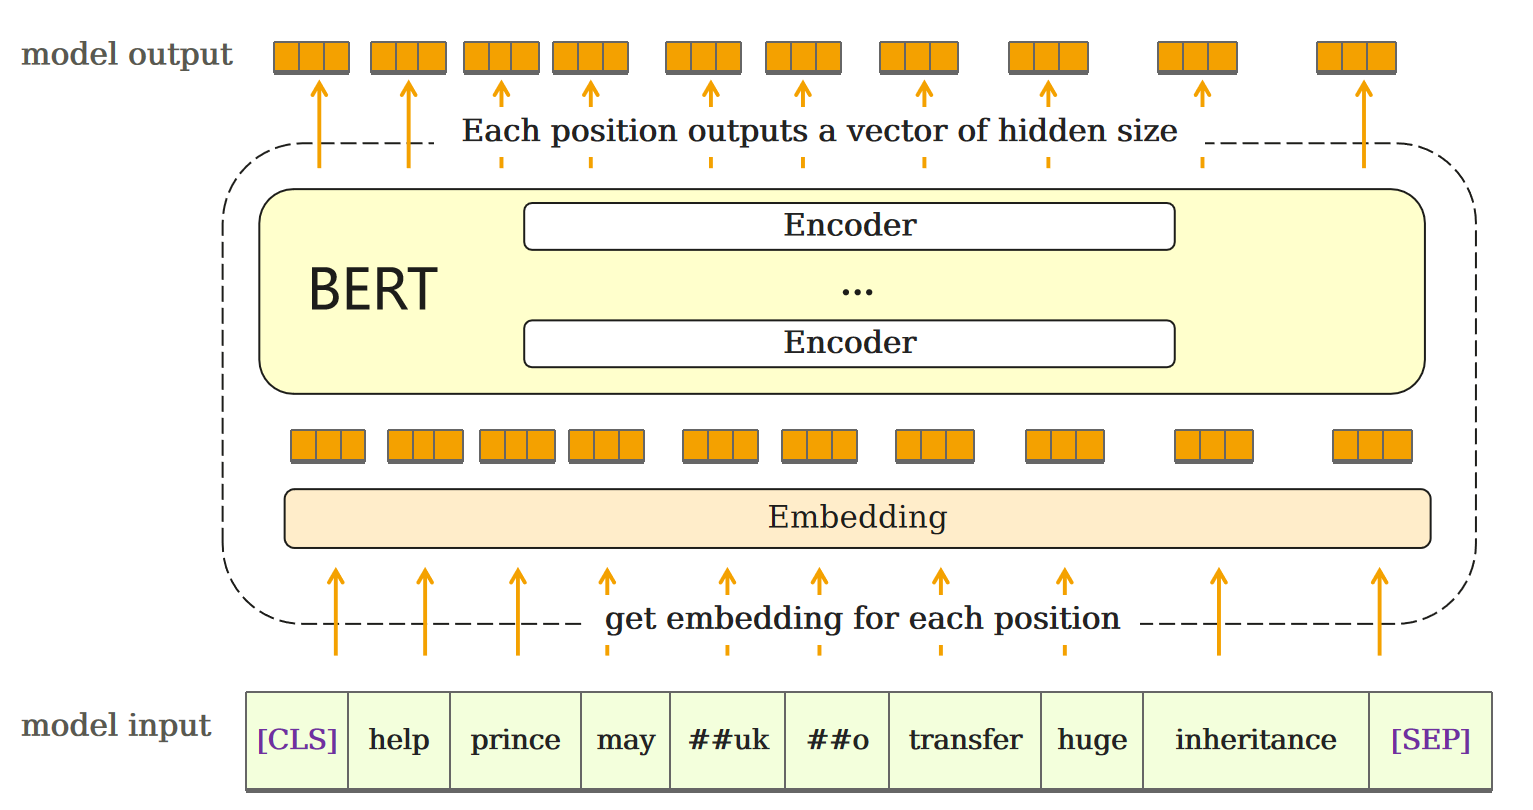 model output
Each position outputs a vector of hidden size
Encoder
BERT
...
Encoder
Embedding
get embedding for each position
model input
[CLS] help prince may ##uk ##o transfer huge inheritance [SEP]